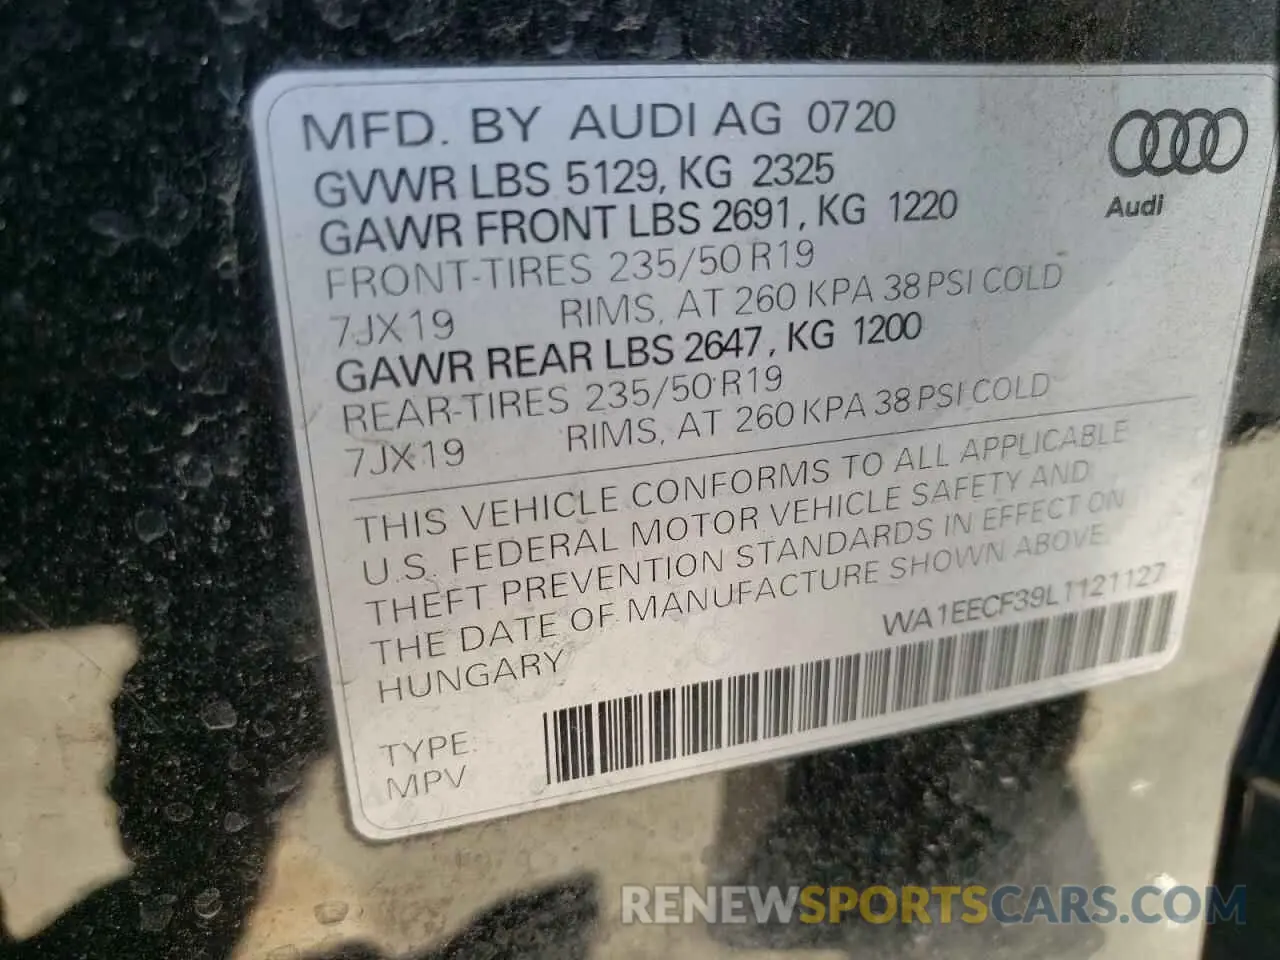 MFD. BY AUDI AG 0720
GVWR LBS 5129, KG 2325
GAWR FRONT LBS 2691, KG 1220
FRONT-TIRES 235/50 R19
7JX19 RIMS, AT 260 KPA 38 PSI COLD
GAWR REAR LBS 2647, KG 1200
REAR-TIRES 235/50 R19
7JX19 RIMS, AT 260 KPA 38 PSI COLD
THIS VEHICLE CONFORMS TO ALL APPLICABLE
U.S. FEDERAL MOTOR VEHICLE SAFETY AND
THEFT PREVENTION STANDARDS IN EFFECT ON
THE DATE OF MANUFACTURE SHOWN ABOVE.
HUNGARY
WA1EECF39L1121127
TYPE:
MPV
Audi
RENEWSPORTSCARS.COM